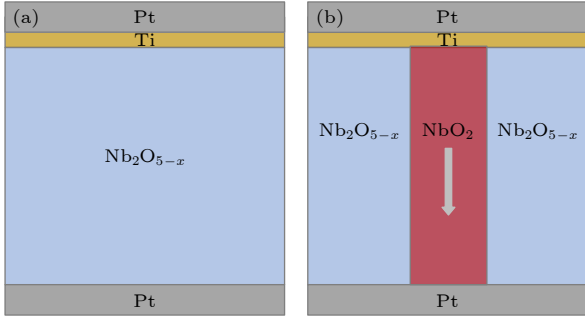 (a)
Pt
Ti
Nb₂O₅₋ₓ
Pt
(b)
Pt
Ti
Nb₂O₅₋ₓ
NbO₂
Nb₂O₅₋ₓ
Pt